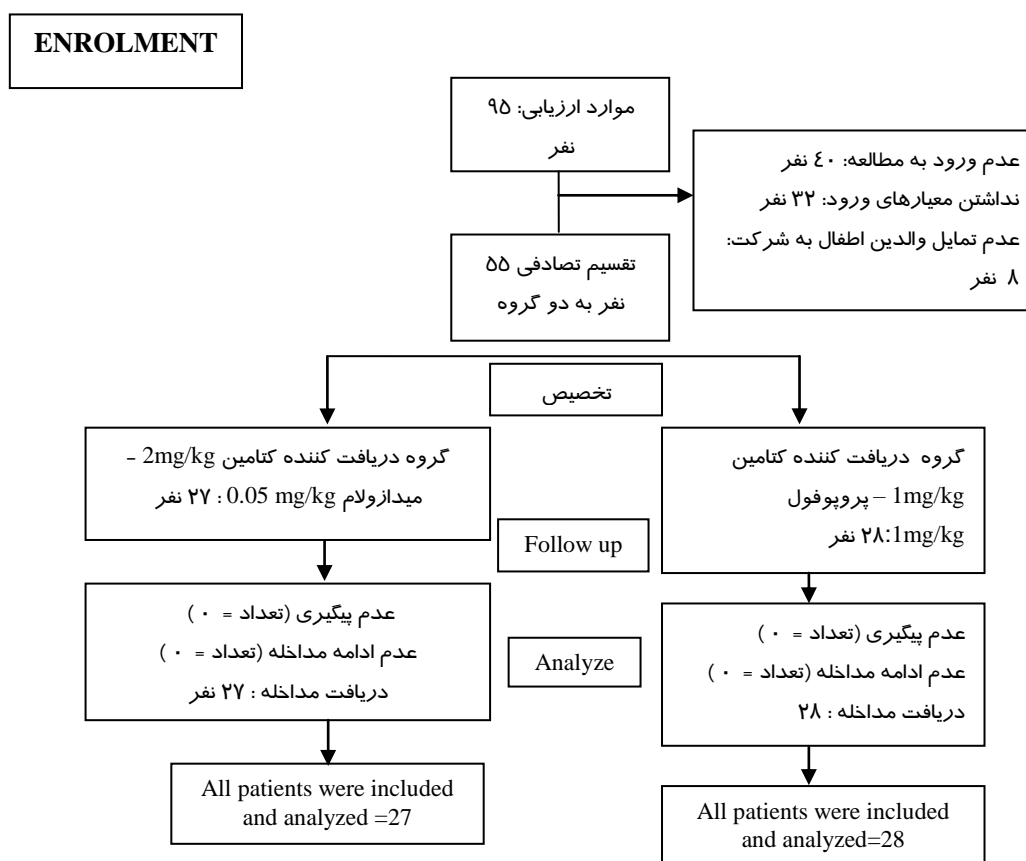 ENROLMENT
موارد ارزیابی: ۹۵
نفر
عدم ورود به مطالعه: ٤۰ نفر
نداشتن معیارهای ورود: ۳۲ نفر
عدم تمایل والدین اطفال به شرکت:
۸ نفر
تقسیم تصادفی ۵۵
نفر به دو گروه
تخصیص
گروه دریافت کننده کتامین 2mg/kg –
میدازولام 0.05 mg/kg : ۲۷ نفر
گروه دریافت کننده کتامین
1mg/kg – پروپوفول
1mg/kg:۲۸ نفر
Follow up
عدم پیگیری (تعداد = ۰ )
عدم ادامه مداخله (تعداد = ۰ )
دریافت مداخله : ۲۷ نفر
عدم پیگیری (تعداد = ۰ )
عدم ادامه مداخله (تعداد = ۰ )
دریافت مداخله : ۲۸
Analyze
All patients were included
and analyzed =27
All patients were included
and analyzed=28